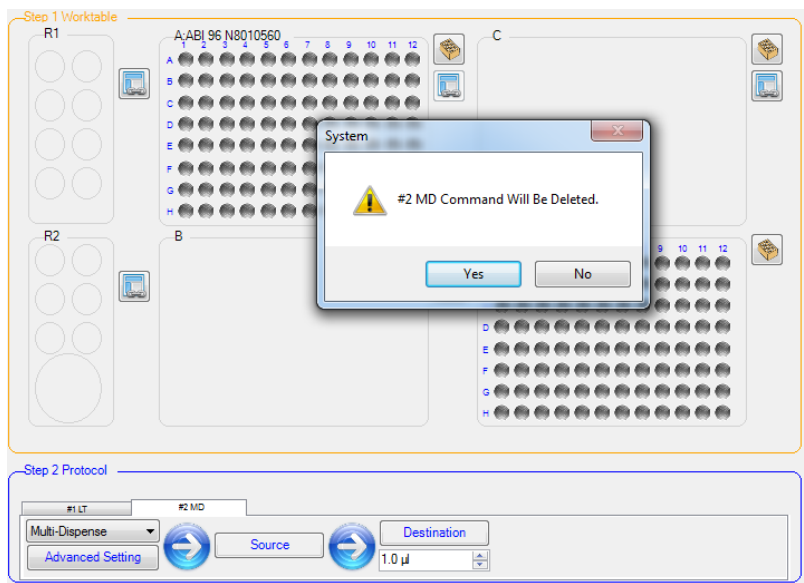 Step 1 Worktable
R1
A:ABI 96 N8010560
C
1 2 3 4 5 6 7 8 9 10 11 12
A
B
C
D
E
F
G
H
System
#2 MD Command Will Be Deleted.
Yes No
R2
B
9 10 11 12
D
E
F
G
H
Step 2 Protocol
#1 LT #2 MD
Multi-Dispense
Source
Destination
Advanced Setting
1.0 µl